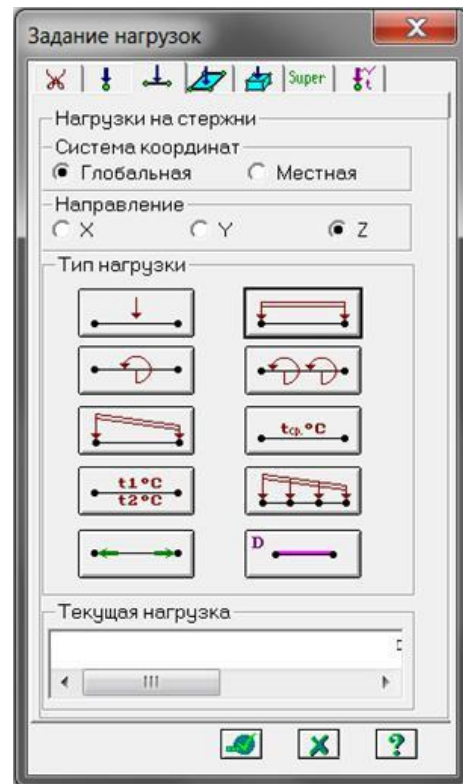 Задание нагрузок
Super t
Нагрузки на стержни
Система координат
Глобальная Местная
Направление
X Y Z
Тип нагрузки
tср.°C
t1°C
t2°C
D
Текущая нагрузка